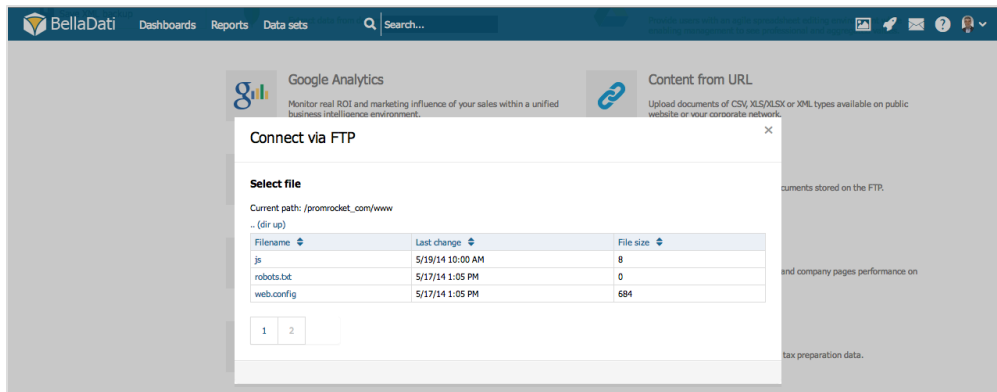 BellaDati Dashboards Reports Data sets Search...
Google Analytics
Monitor real ROI and marketing influence of your sales within a unified
business intelligence environment.
Content from URL
Upload documents of CSV, XLS/XLSX or XML types available on public
website or your corporate network.
Connect via FTP
Select file
Current path: /promrocket_com/www
.. (dir up)
Filename Last change File size
js 5/19/14 10:00 AM 8
robots.txt 5/17/14 1:05 PM 0
web.config 5/17/14 1:05 PM 684
1 2
cuments stored on the FTP.
and company pages performance on
tax preparation data.